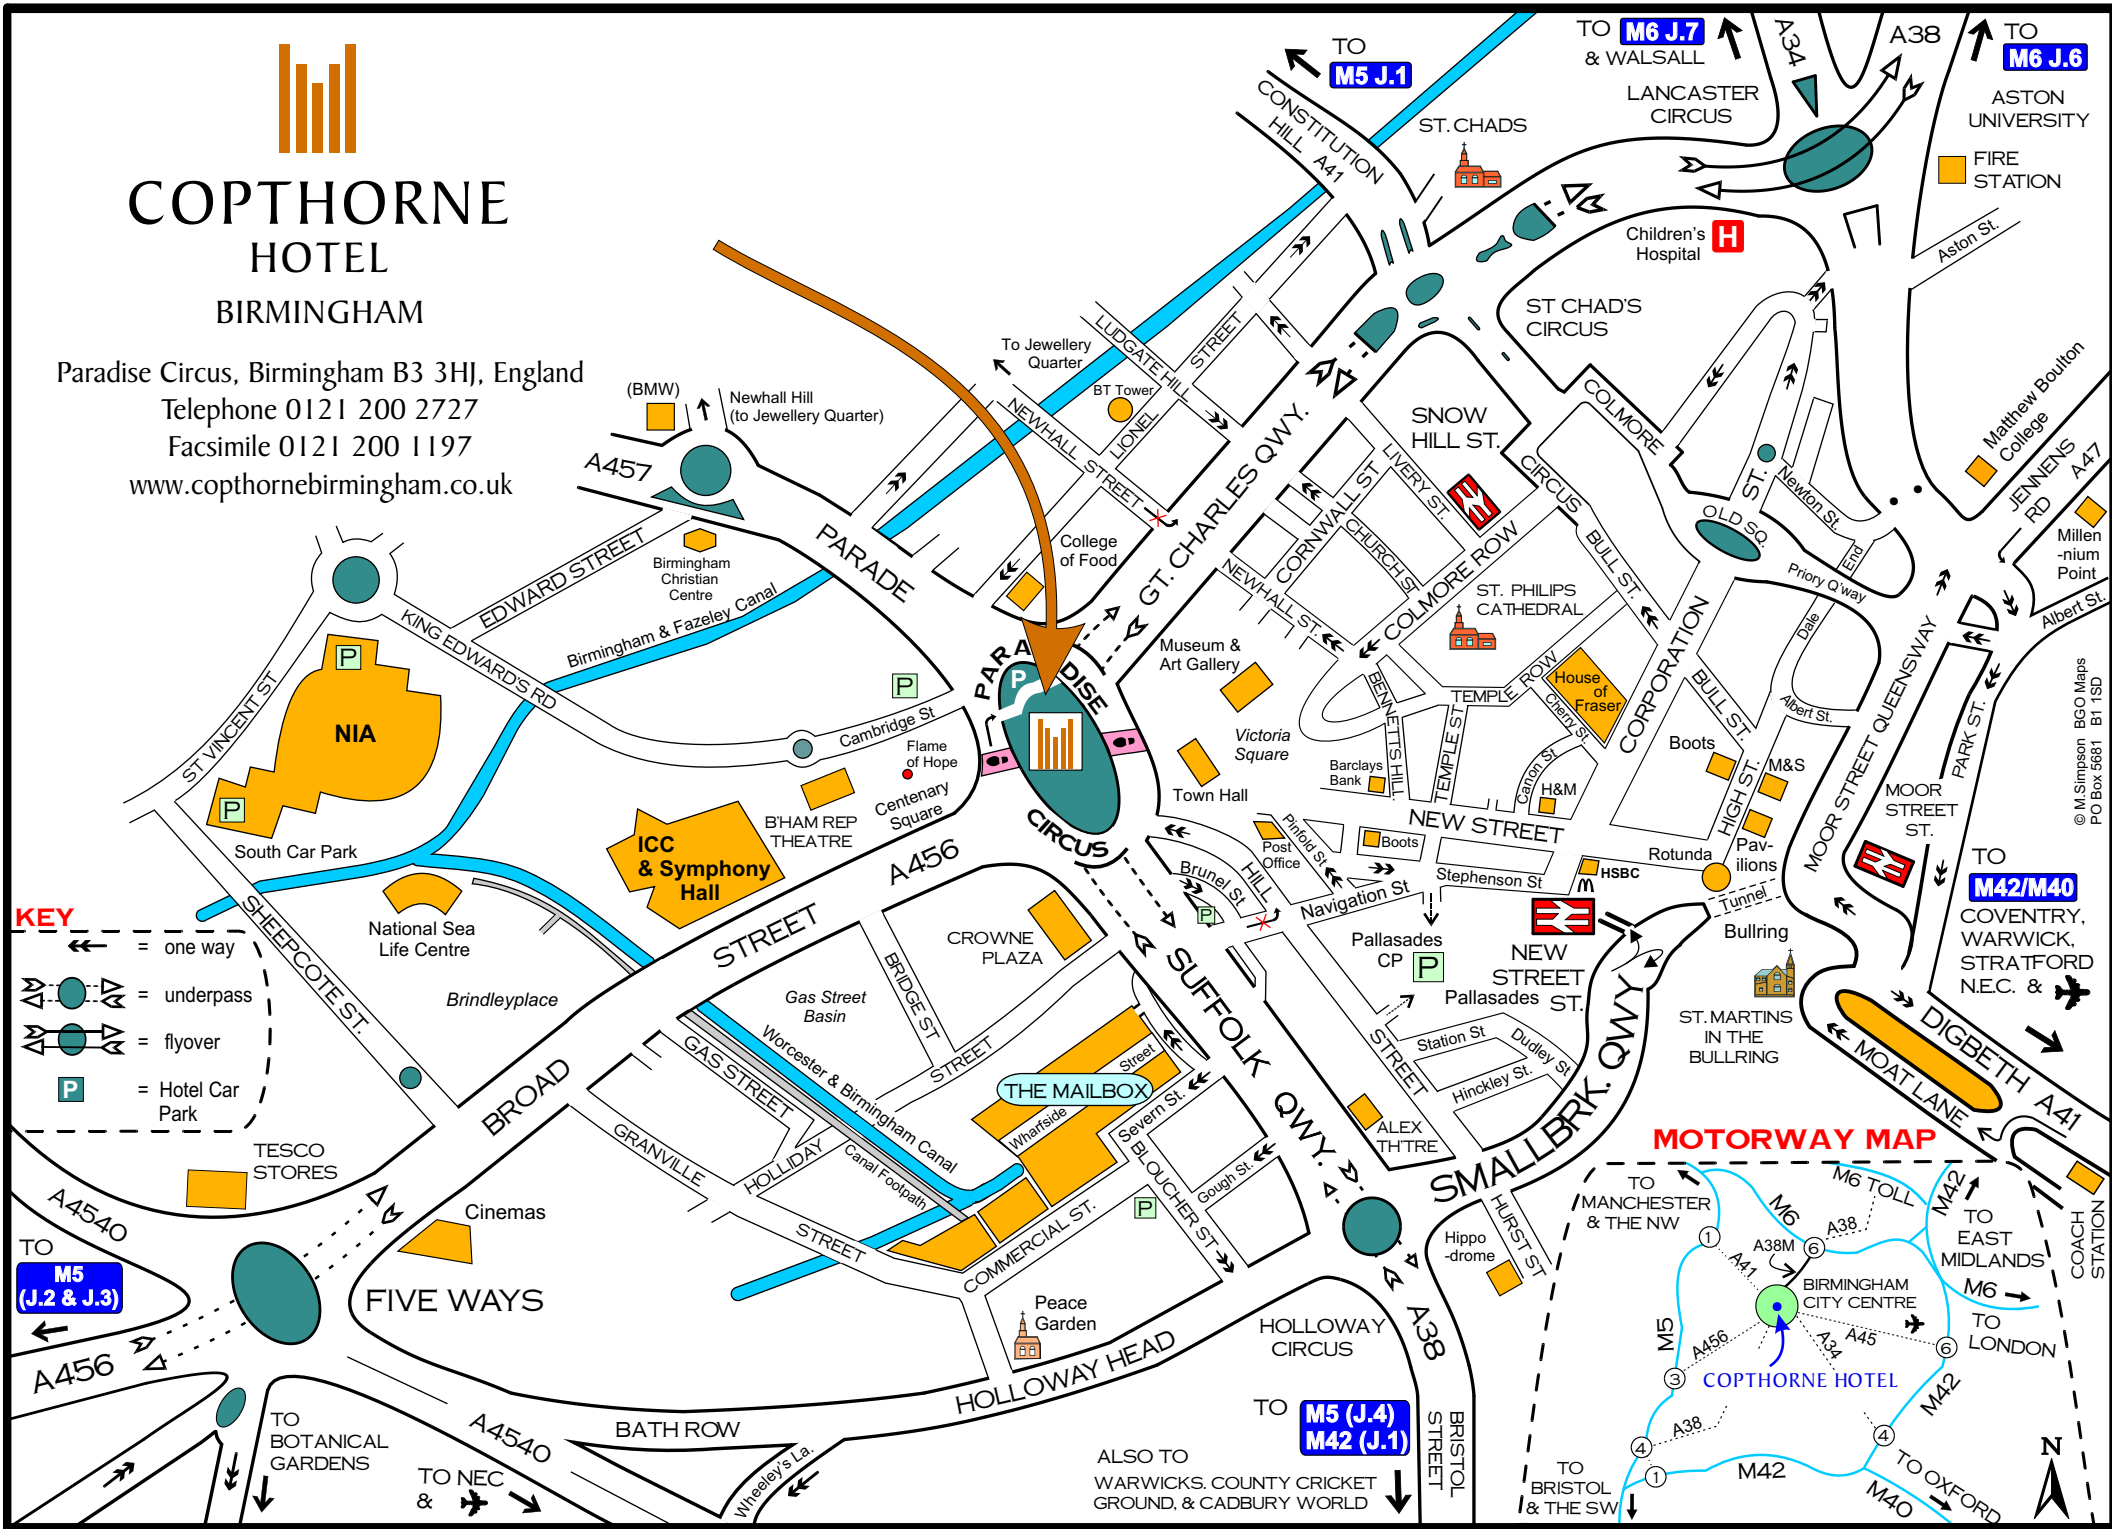 COPTHORNE
HOTEL
BIRMINGHAM
Paradise Circus, Birmingham B3 3HJ, England
Telephone 0121 200 2727
Facsimile 0121 200 1197
www.copthornebirmingham.co.uk
TO
M5 J.1
TO M6 J.7
& WALSALL
A34
A38
TO
M6 J.6
LANCASTER
CIRCUS
ASTON
UNIVERSITY
FIRE
STATION
CONSTITUTION
HILL A41
ST. CHADS
Children's
Hospital
H
Aston St.
ST CHAD'S
CIRCUS
To Jewellery
Quarter
LUDGATE HILL
STREET
LIONEL
BT Tower
NEWHALL STREET
(BMW)
Newhall Hill
(to Jewellery Quarter)
A457
PARADE
College
of Food
GT. CHARLES QWY.
SNOW
HILL ST.
COLMORE
CIRCUS
LIVERY ST.
CORNWALL ST
CHURCH ST
COLMORE ROW
NEWHALL ST.
BULL ST.
ST. PHILIPS
CATHEDRAL
ST.
OLD SQ.
Newton St.
Priory Q'way
Dale
End
Matthew Boulton
College
JENNENS
RD
A47
Millen
-nium
Point
Albert St.
EDWARD STREET
Birmingham
Christian
Centre
Birmingham & Fazeley Canal
KING EDWARD'S RD
ST VINCENT ST
NIA
P
P
P
South Car Park
Cambridge St
Flame
of Hope
Centenary
Square
B'HAM REP
THEATRE
ICC
& Symphony
Hall
PARADISE
CIRCUS
P
Museum &
Art Gallery
Victoria
Square
Town Hall
BENNETTS HILL
TEMPLE ST
TEMPLE ROW
House
of
Fraser
Cherry St.
CORPORATION
BULL ST.
Albert St.
Barclays
Bank
Canon St.
H&M
Boots
M&S
HIGH ST.
NEW STREET
Post
Office
Pinfold St
Boots
Stephenson St
HSBC
Rotunda
Pav-
ilions
Tunnel
MOOR STREET QUEENSWAY
PARK ST.
MOOR
STREET
ST.
© M.Simpson BGO Maps
PO Box 5681 B1 1SD
TO
M42/M40
COVENTRY,
WARWICK,
STRATFORD
N.E.C. &
A456
Brunel St
HILL
Navigation St
P
Pallasades
CP
P
Pallasades
NEW
STREET
ST.
Bullring
ST. MARTINS
IN THE
BULLRING
DIGBETH A41
MOAT LANE
COACH
STATION
KEY
= one way
= underpass
= flyover
P = Hotel Car
Park
SHEEPCOTE ST.
National Sea
Life Centre
Brindleyplace
BROAD
STREET
CROWNE
PLAZA
Gas Street
Basin
BRIDGE ST
GAS STREET
Worcester & Birmingham Canal
Canal Footpath
STREET
HOLLIDAY
THE MAILBOX
Wharfside
Street
Severn St.
SUFFOLK
QWY.
STREET
Station St
Dudley St
Hinckley St.
ALEX
TH'TRE
SMALLBRK. QWY
HURST ST
Hippo
-drome
BLOUCHER ST
Gough St.
P
COMMERCIAL ST.
GRANVILLE
STREET
TESCO
STORES
A4540
TO
M5
(J.2 & J.3)
A456
Cinemas
FIVE WAYS
Peace
Garden
HOLLOWAY HEAD
HOLLOWAY
CIRCUS
A38
BRISTOL
STREET
BATH ROW
Wheeley's La.
TO
BOTANICAL
GARDENS
A4540
TO NEC
&
TO
M5 (J.4)
M42 (J.1)
ALSO TO
WARWICKS. COUNTY CRICKET
GROUND, & CADBURY WORLD
MOTORWAY MAP
TO
MANCHESTER
& THE NW
M6
M6 TOLL
M42
A38
TO
EAST
MIDLANDS
1
6
A38M
A41
BIRMINGHAM
CITY CENTRE
M6
TO
LONDON
M5
A456
A34
A45
6
3
COPTHORNE HOTEL
M42
A38
4
4
1
M42
TO
BRISTOL
& THE SW
TO OXFORD
M40
N